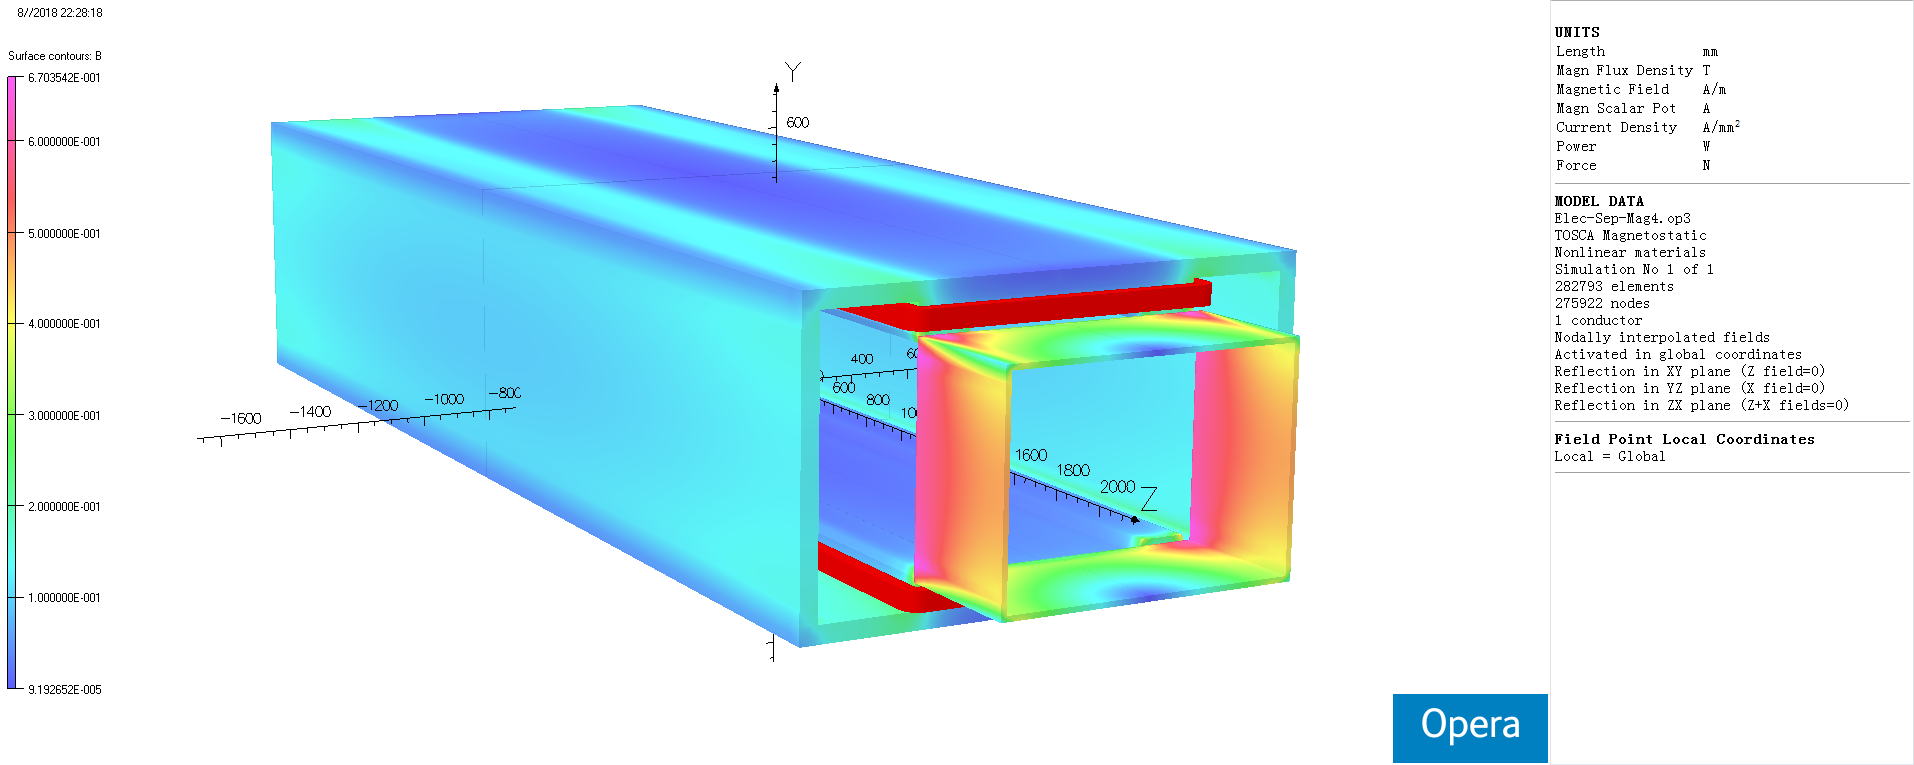 8//2018 22:28:18
Surface contours: B
6.703542E-001
6.000000E-001
5.000000E-001
4.000000E-001
3.000000E-001
2.000000E-001
1.000000E-001
9.192652E-005
Y
600
-1600
-1400
-1200
-1000
-800
400
600
800
1600
1800
2000
Z
UNITS
Length mm
Magn Flux Density T
Magnetic Field A/m
Magn Scalar Pot A
Current Density A/mm²
Power W
Force N
MODEL DATA
Elec-Sep-Mag4.op3
TOSCA Magnetostatic
Nonlinear materials
Simulation No 1 of 1
282793 elements
275922 nodes
1 conductor
Nodally interpolated fields
Activated in global coordinates
Reflection in XY plane (Z field=0)
Reflection in YZ plane (X field=0)
Reflection in ZX plane (Z+X fields=0)
Field Point Local Coordinates
Local = Global
Opera